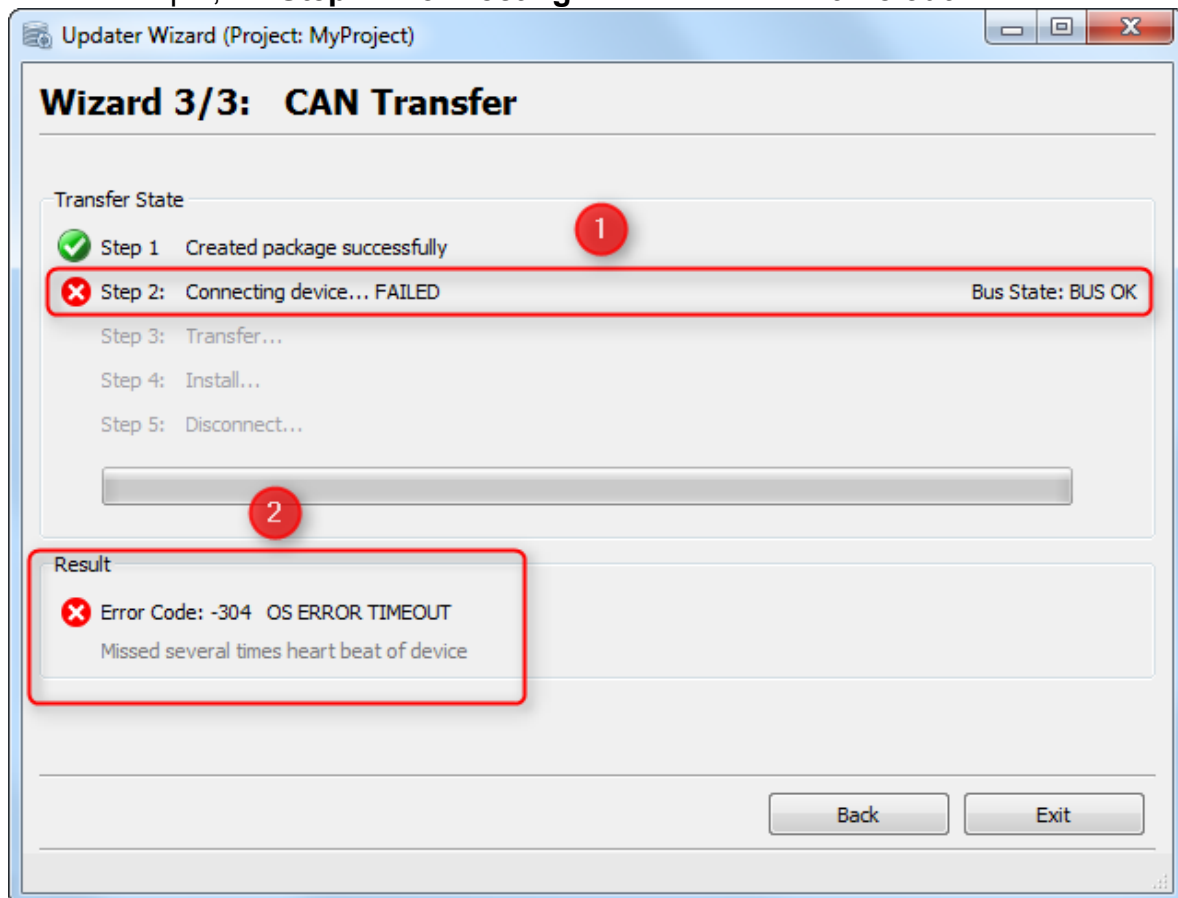 Updater Wizard (Project: MyProject)
Wizard 3/3: CAN Transfer
Transfer State
1
Step 1 Created package successfully
Step 2: Connecting device... FAILED Bus State: BUS OK
Step 3: Transfer...
Step 4: Install...
Step 5: Disconnect...
2
Result
Error Code: -304 OS ERROR TIMEOUT
Missed several times heart beat of device
Back Exit